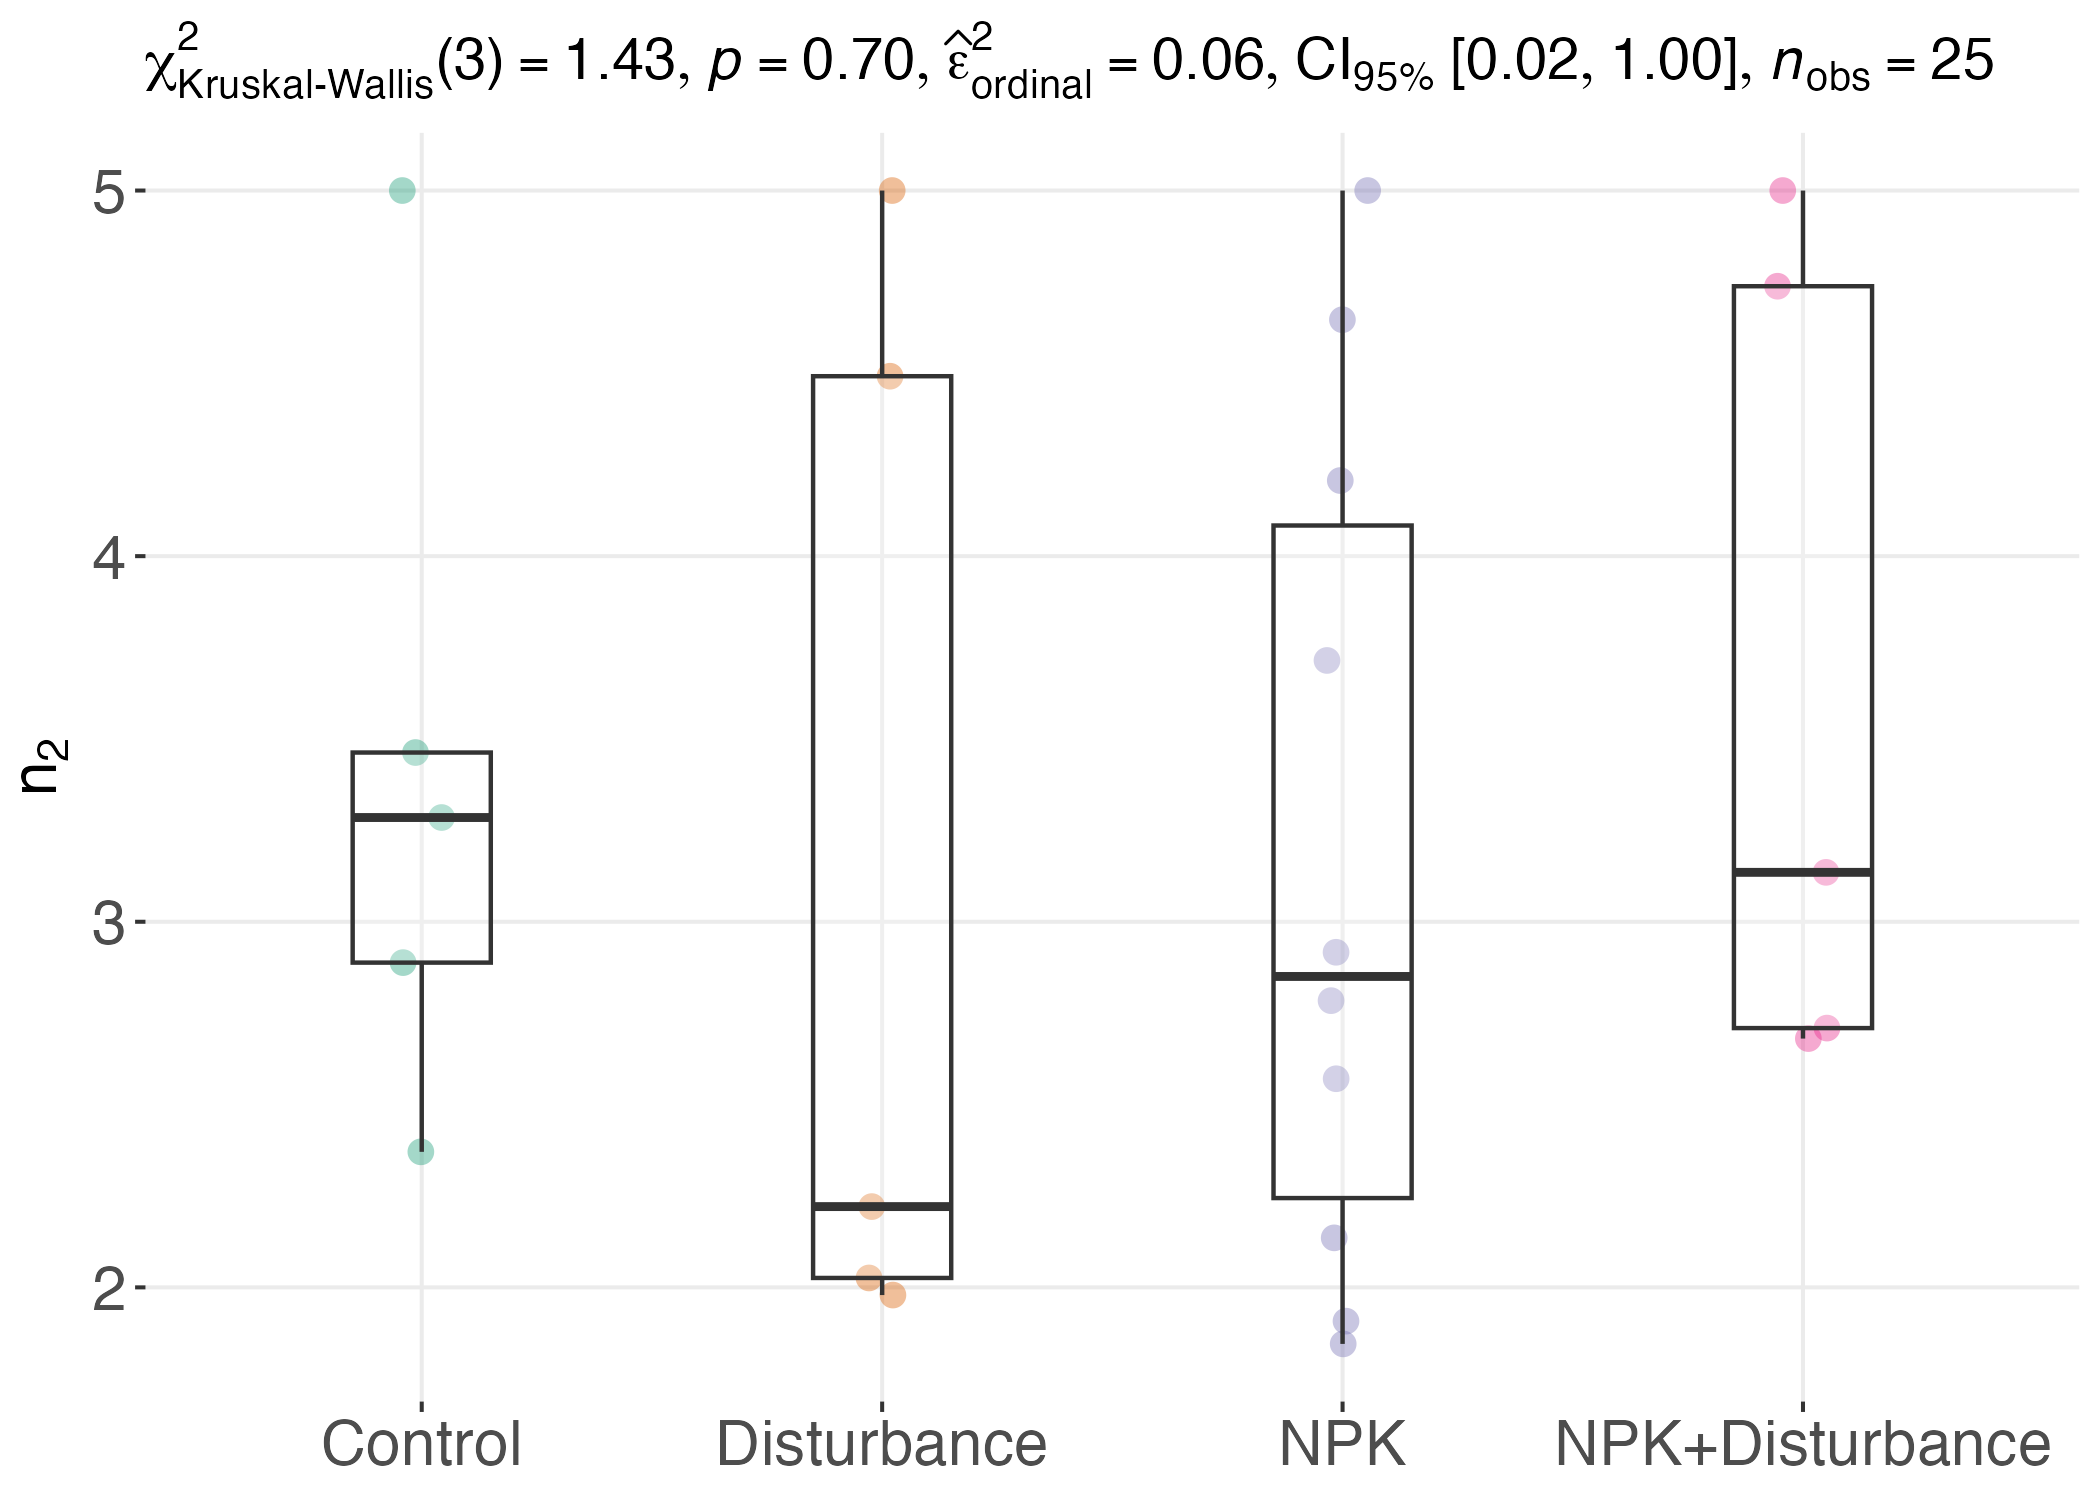 χ²Kruskal-Wallis(3) = 1.43, p = 0.70, ε̂²ordinal = 0.06, CI95% [0.02, 1.00], nobs = 25
5
4
3
2
n₂
Control Disturbance NPK NPK+Disturbance